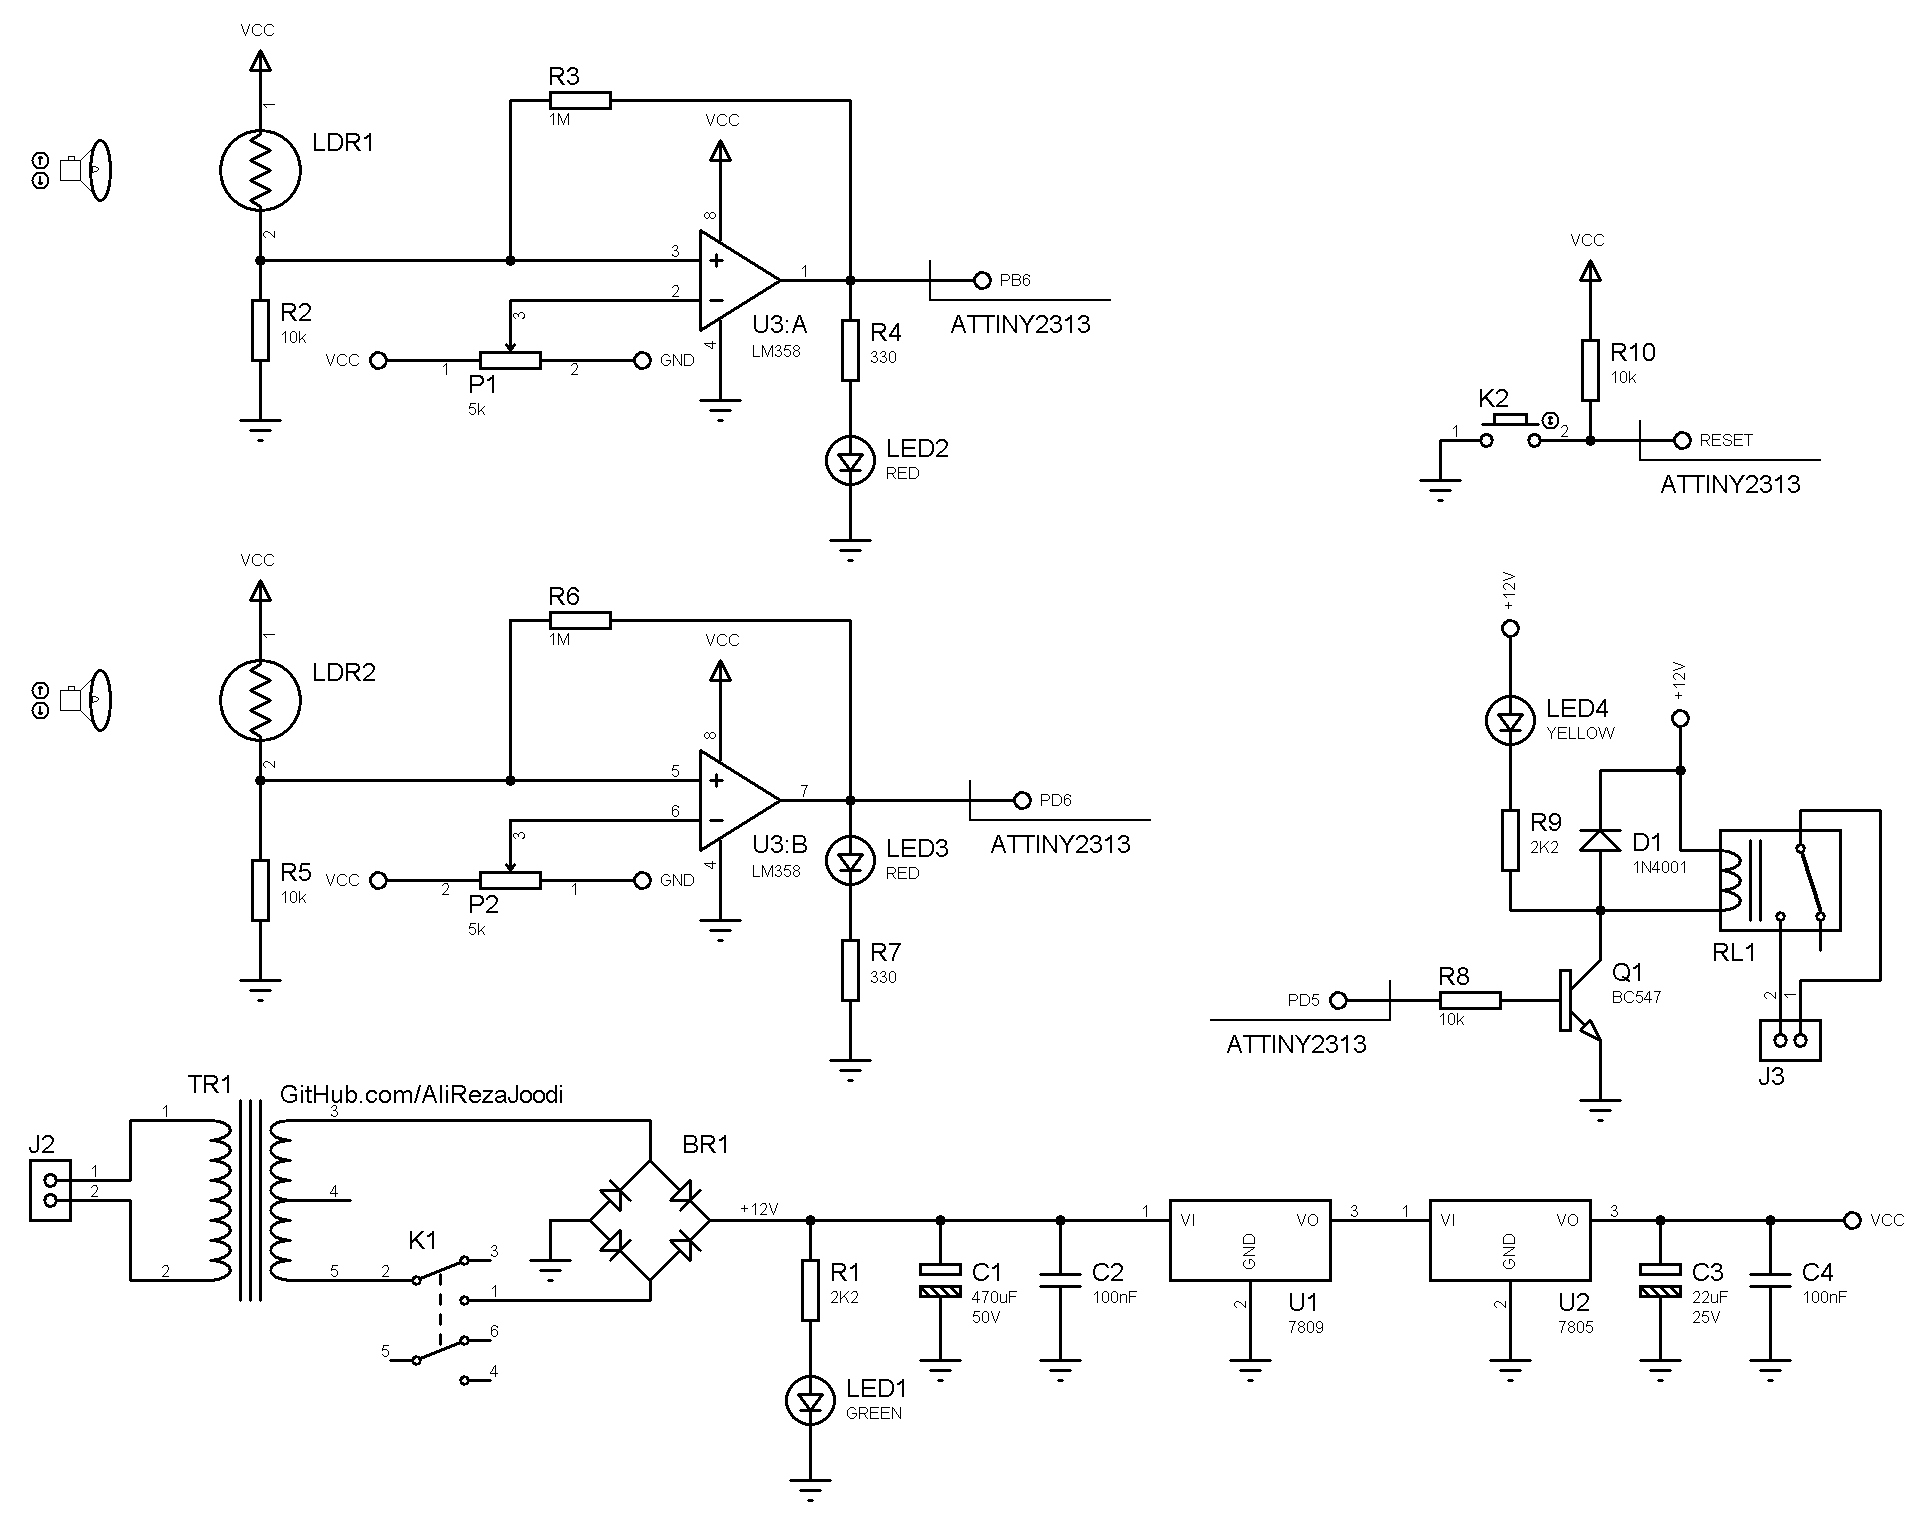 VCC
1
LDR1
2
R2
10k
R3
1M
VCC
8
3
2
1
4
U3:A
LM358
3
VCC
1
2
GND
P1
5k
R4
330
LED2
RED
PB6
ATTINY2313
VCC
R10
10k
K2
1
2
RESET
ATTINY2313
VCC
1
LDR2
2
R5
10k
R6
1M
VCC
8
5
6
7
4
U3:B
LM358
3
VCC
2
1
GND
P2
5k
LED3
RED
R7
330
PD6
ATTINY2313
+12V
LED4
YELLOW
R9
2K2
+12V
D1
1N4001
RL1
2
1
J3
PD5
ATTINY2313
R8
10k
Q1
BC547
GitHub.com/AliRezaJoodi
TR1
J2
1
2
1
2
3
4
5
K1
2
3
1
5
6
4
BR1
+12V
R1
2K2
LED1
GREEN
C1
470uF
50V
C2
100nF
1
VI
VO
3
GND
2
U1
7809
1
VI
VO
3
GND
2
U2
7805
C3
22uF
25V
C4
100nF
VCC